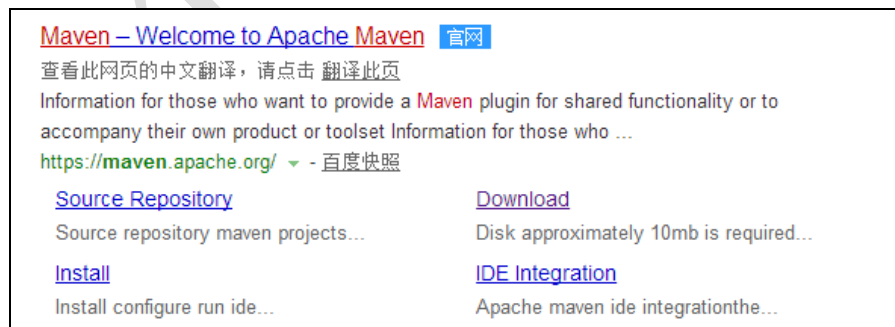 Maven – Welcome to Apache Maven 官网
查看此网页的中文翻译，请点击 翻译此页
Information for those who want to provide a Maven plugin for shared functionality or to
accompany their own product or toolset Information for those who ...
https://maven.apache.org/ - 百度快照
Source Repository
Source repository maven projects...
Download
Disk approximately 10mb is required...
Install
Install configure run ide...
IDE Integration
Apache maven ide integrationthe...